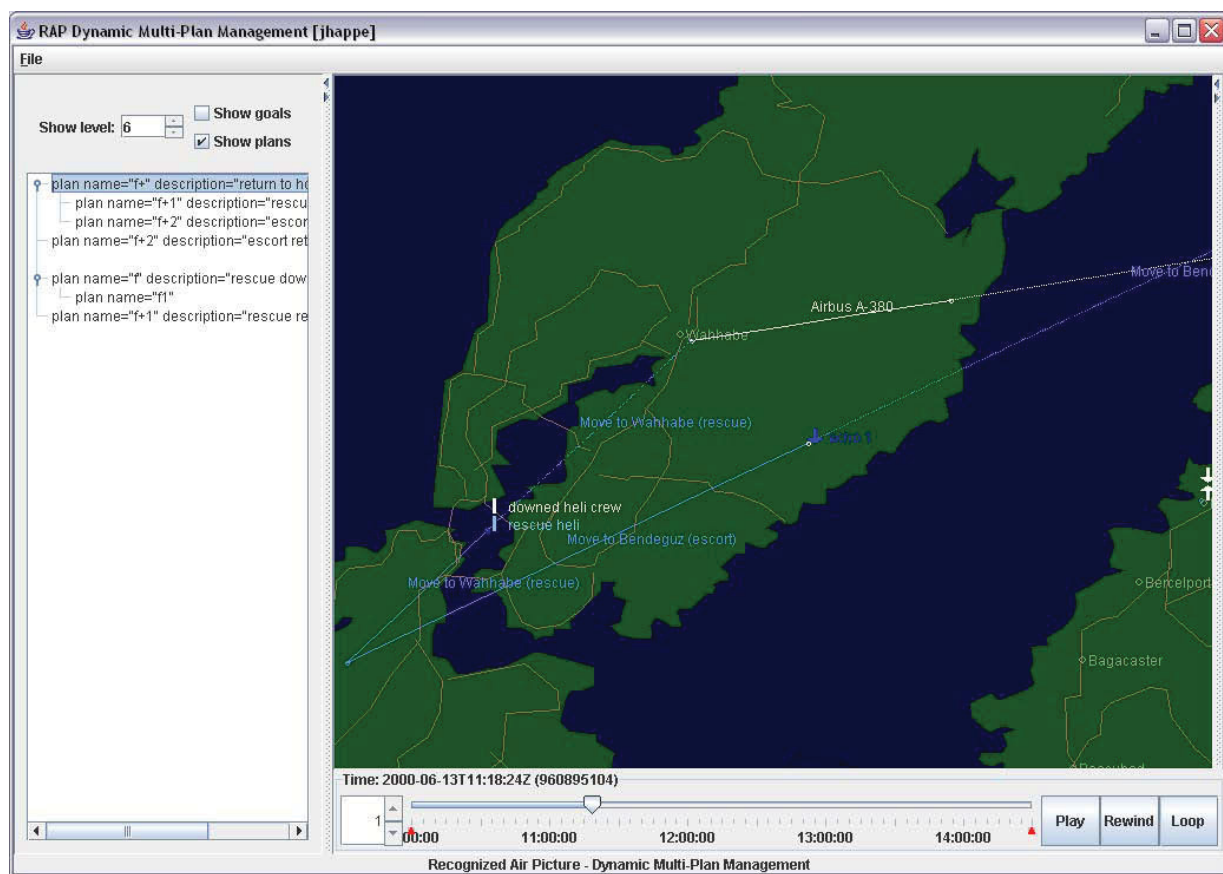 RAP Dynamic Multi-Plan Management [jhappe]
File
Show level: 6
Show goals
Show plans
plan name="f+" description="return to ho
plan name="f+1" description="rescu
plan name="f+2" description="escor
plan name="f+2" description="escort ret
plan name="f" description="rescue dow
plan name="f1"
plan name="f+1" description="rescue re
Move to Ben
Airbus A-380
Wahhabe
Move to Wahhabe (rescue)
downed heli crew
rescue heli
Move to Bendeguz (escort)
Move to Wahhabe (rescue)
Bercelport
Bagacaster
Time: 2000-06-13T11:18:24Z (960895104)
1
00:00
11:00:00
12:00:00
13:00:00
14:00:00
Play
Rewind
Loop
Recognized Air Picture - Dynamic Multi-Plan Management